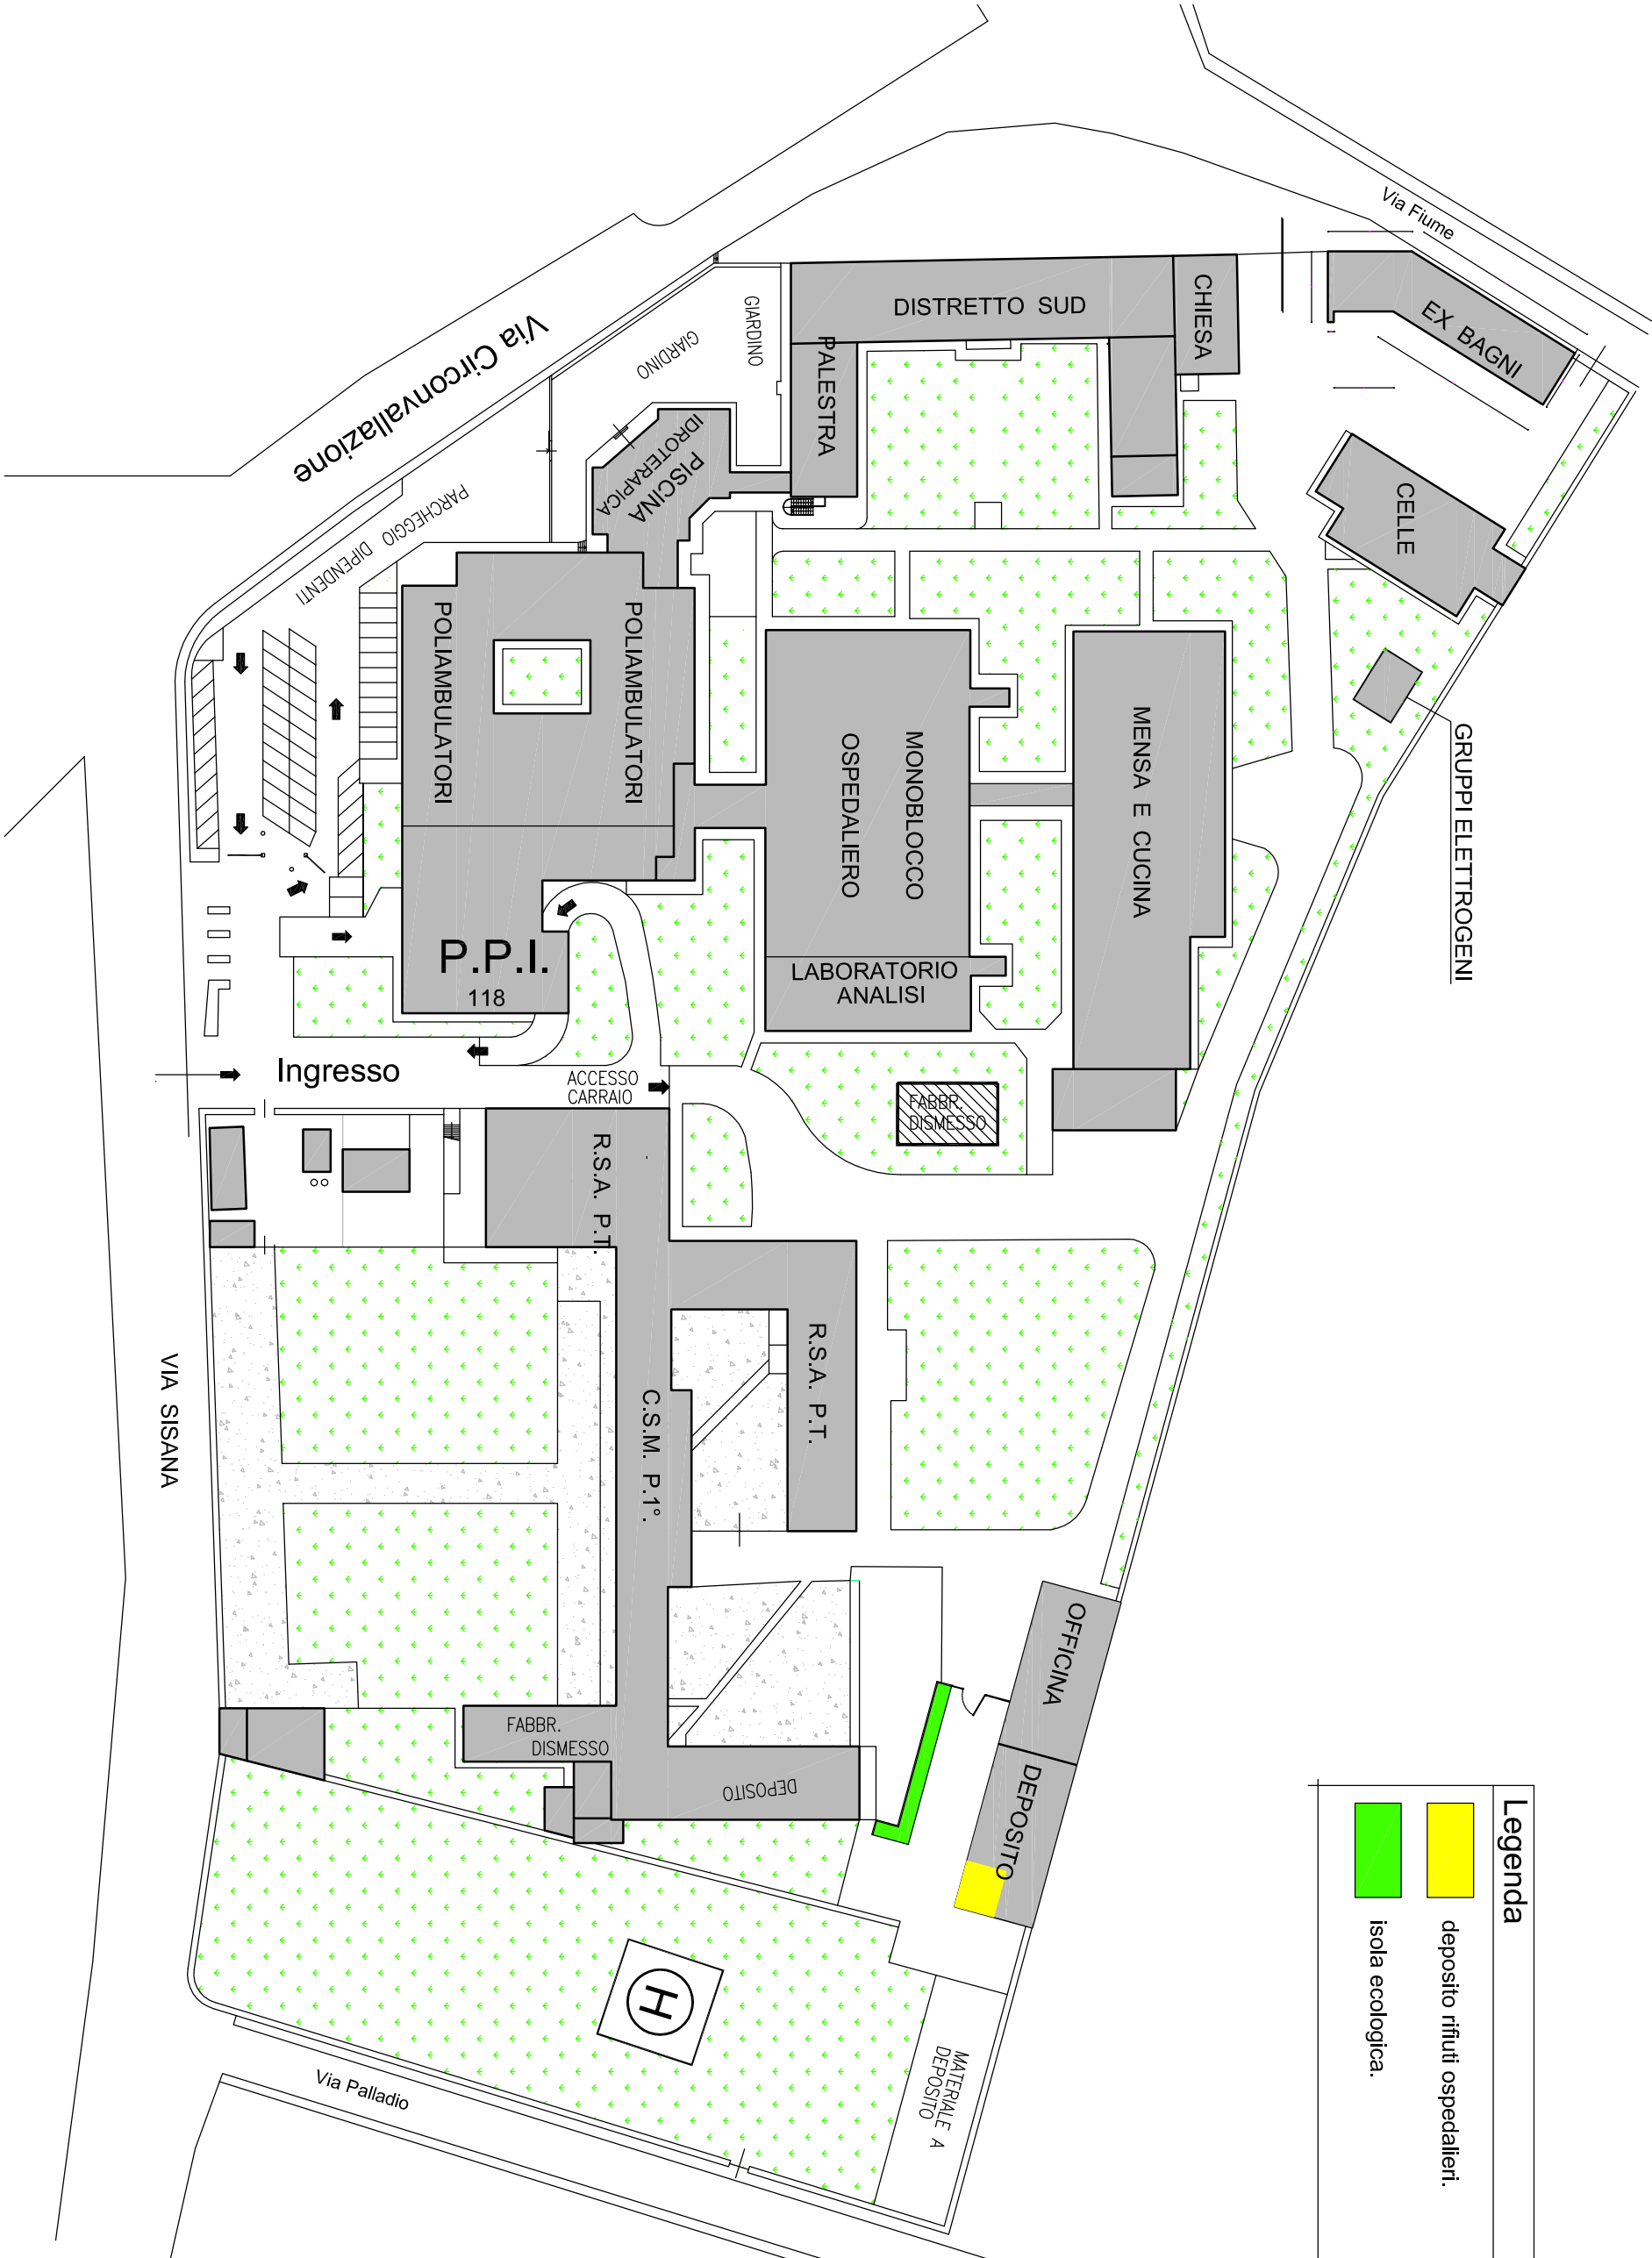 Via Fiume
EX BAGNI
CHIESA
DISTRETTO SUD
GIARDINO
GIARDINO
PALESTRA
Via Circonvallazione
PISCINA
IDROTERAPICA
CELLE
PARCHEGGIO DIPENDENTI
POLIAMBULATORI
POLIAMBULATORI
MONOBLOCCO
OSPEDALIERO
MENSA E CUCINA
GRUPPI ELETTROGENI
P.P.I.
118
LABORATORIO
ANALISI
Ingresso
ACCESSO
CARRAIO
FABBR.
DISMESSO
R.S.A. P.T.
R.S.A. P.T.
C.S.M. P.1°.
VIA SISANA
OFFICINA
FABBR.
DISMESSO
DEPOSITO
DEPOSITO
H
MATERIALE A
DEPOSITO
Via Palladio
Legenda
deposito rifiuti ospedalieri.
isola ecologica.